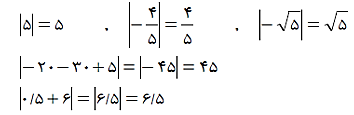 |۵| = ۵ , |-۴/۵| = ۴/۵ , |-√۵| = √۵
|-۲۰-۳۰+۵| = |-۴۵| = ۴۵
|۰/۵+۶| = |۶/۵| = ۶/۵